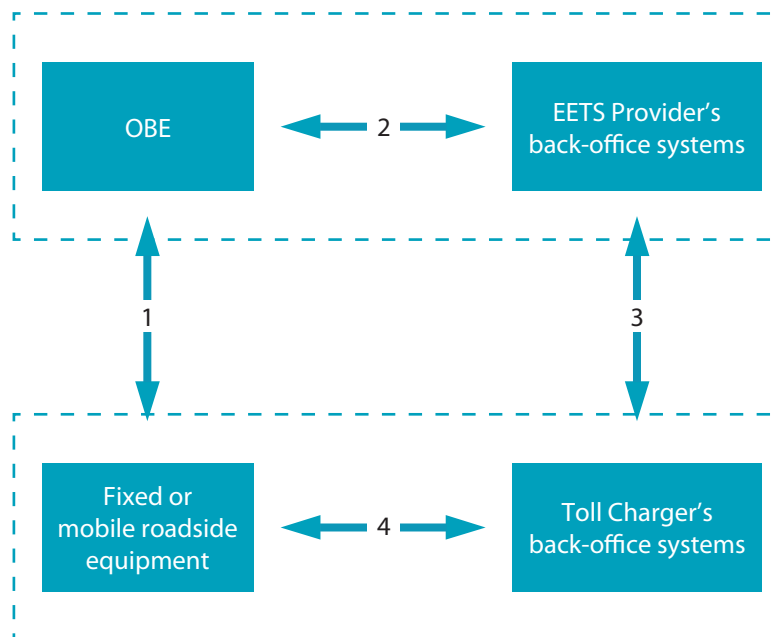 OBE
2
EETS Provider's
back-office systems
1
3
Fixed or
mobile roadside
equipment
4
Toll Charger's
back-office systems